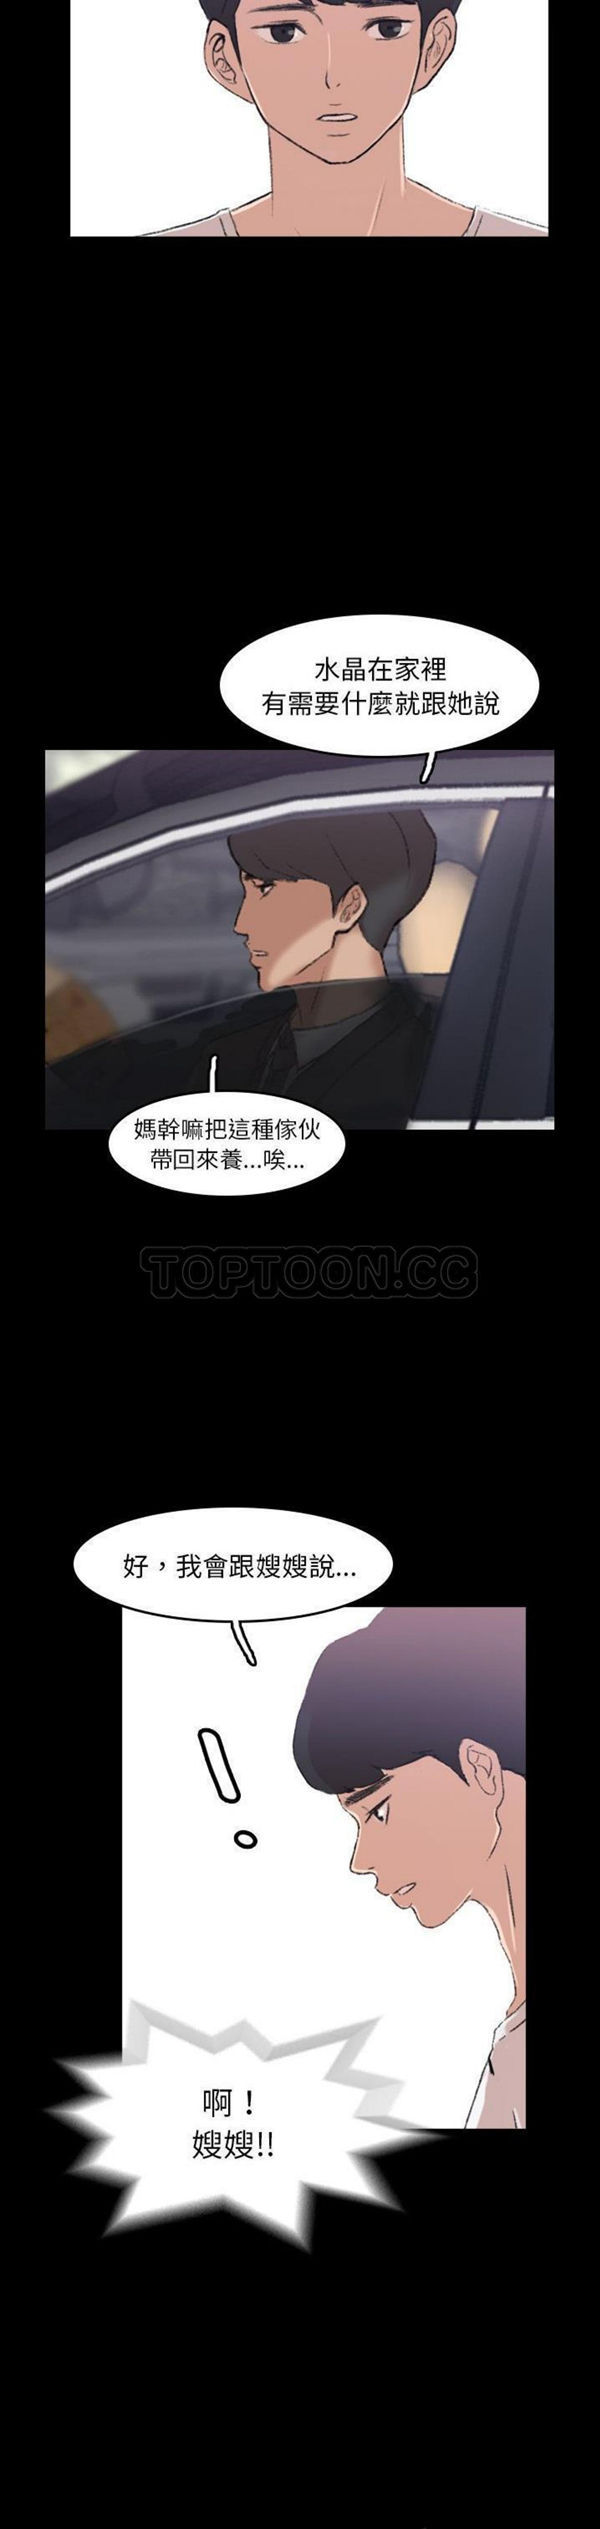 水晶在家裡
有需要什麼就跟她說
媽幹嘛把這種傢伙
帶回來養...唉...
TOPTOON.CC
好，我會跟嫂嫂說...
啊！
嫂嫂!!